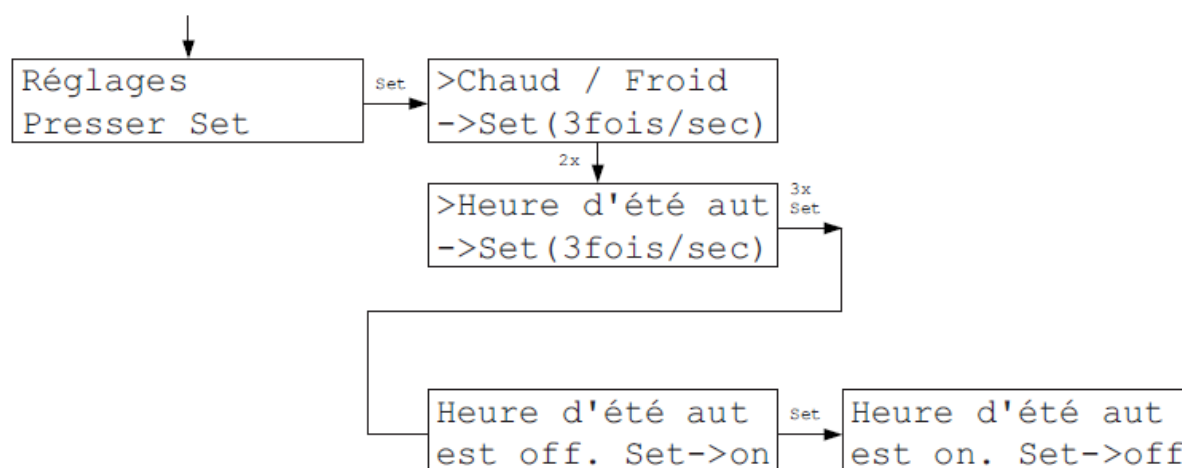 Réglages
Presser Set
Set
>Chaud / Froid
->Set(3fois/sec)
2x
>Heure d'été aut
->Set(3fois/sec)
3x
Set
Heure d'été aut
est off. Set->on
Set
Heure d'été aut
est on. Set->off